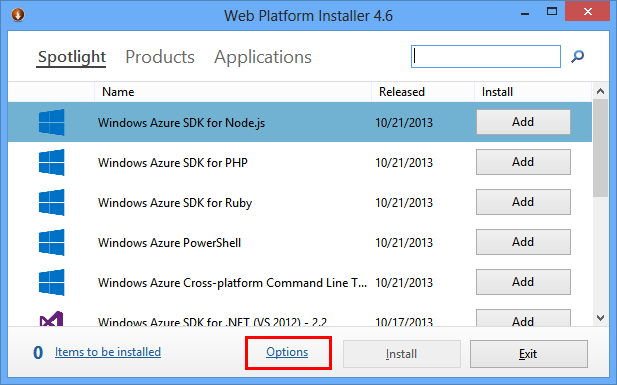 Web Platform Installer 4.6
Spotlight Products Applications
Name Released Install
Windows Azure SDK for Node.js 10/21/2013 Add
Windows Azure SDK for PHP 10/21/2013 Add
Windows Azure SDK for Ruby 10/21/2013 Add
Windows Azure PowerShell 10/21/2013 Add
Windows Azure Cross-platform Command Line T... 10/21/2013 Add
Windows Azure SDK for .NET (VS 2012) - 2.2 10/17/2013 Add
0 Items to be installed Options Install Exit